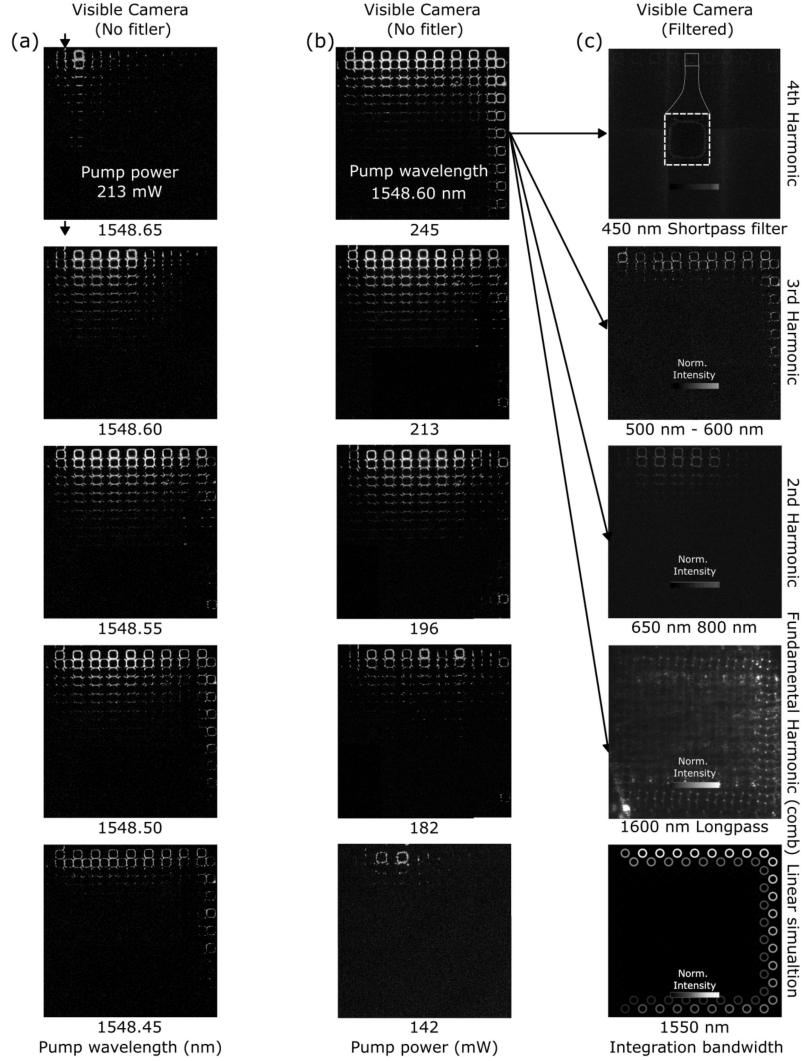 Visible Camera
(No fitler)
Visible Camera
(No fitler)
Visible Camera
(Filtered)
(a)
(b)
(c)
Pump power
213 mW
1548.65
1548.60
1548.55
1548.50
1548.45
Pump wavelength (nm)
Pump wavelength
1548.60 nm
245
213
196
182
142
Pump power (mW)
450 nm Shortpass filter
4th Harmonic
Norm.
Intensity
500 nm - 600 nm
3rd Harmonic
Norm.
Intensity
650 nm 800 nm
2nd Harmonic
Norm.
Intensity
1600 nm Longpass
Fundamental Harmonic (comb)
Norm.
Intensity
1550 nm
Integration bandwidth
Linear simualtion